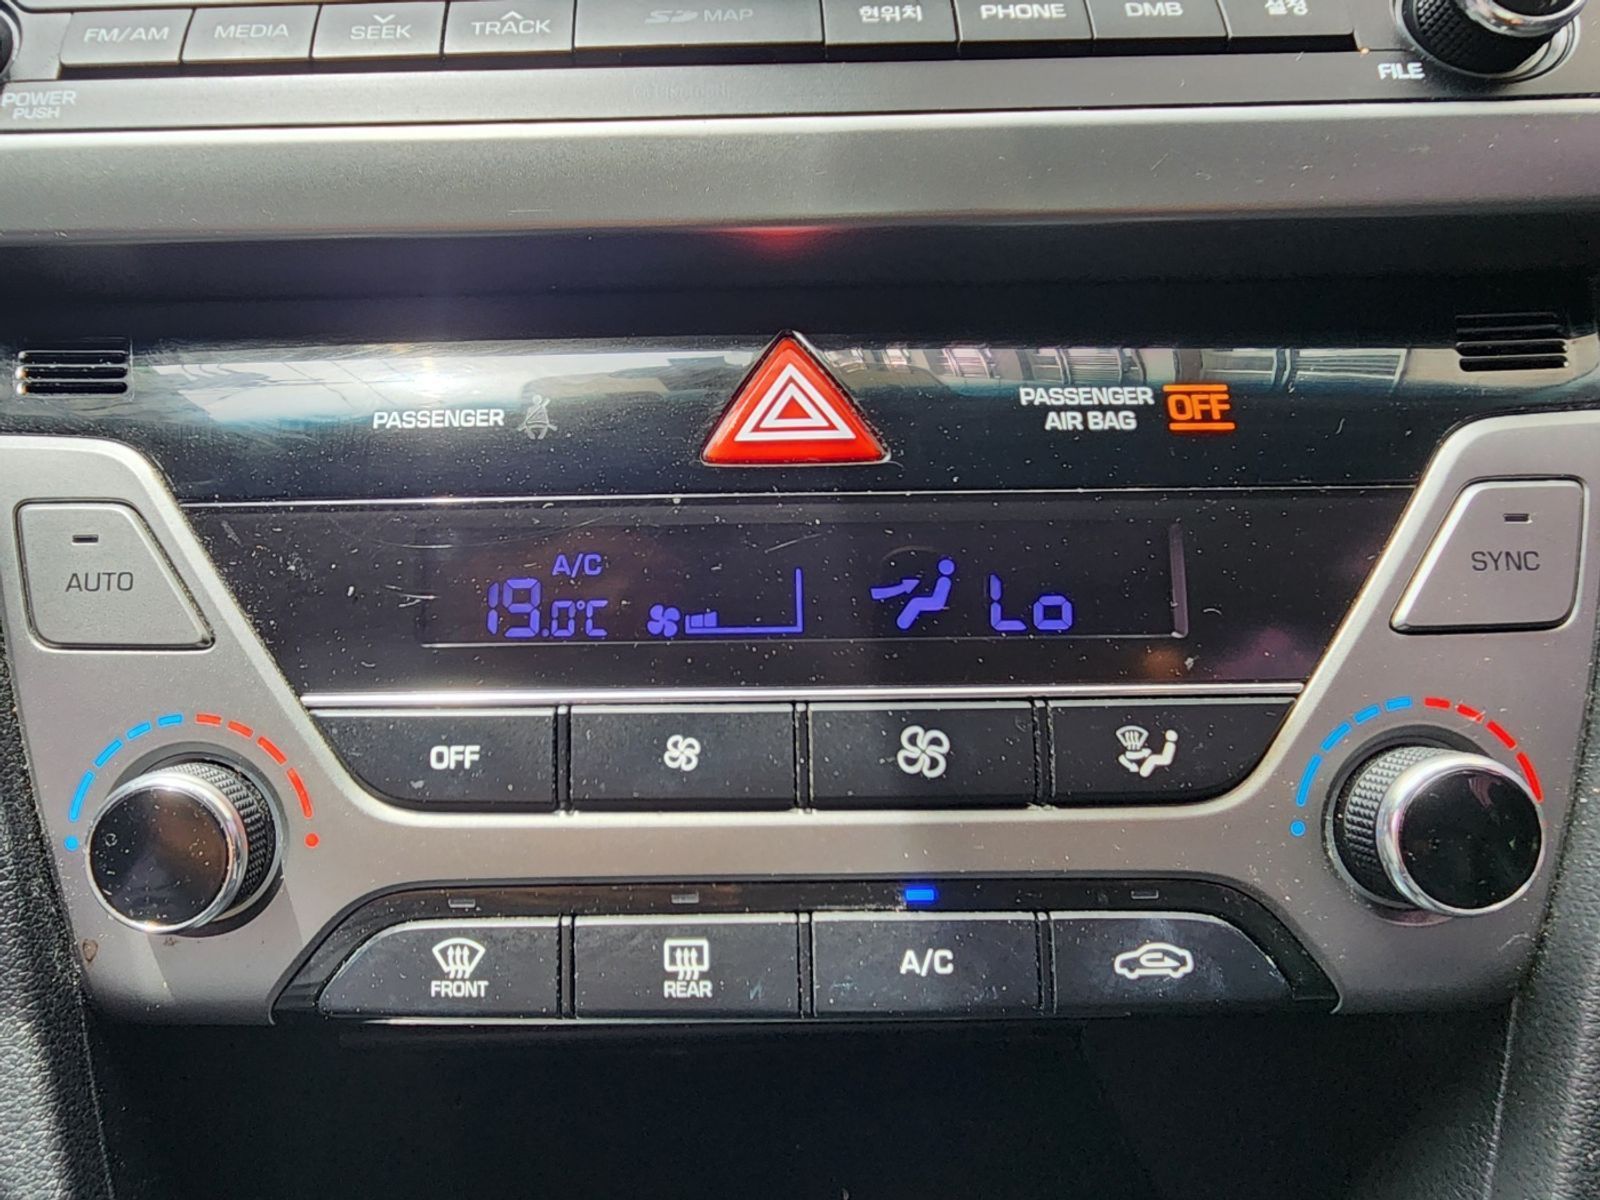 FM/AM MEDIA SEEK TRACK SD MAP 현위치 PHONE DMB 설정
FILE
POWER
PUSH
PASSENGER
PASSENGER
AIR BAG OFF
AUTO
SYNC
A/C
19.0°C
Lo
OFF
FRONT
REAR
A/C